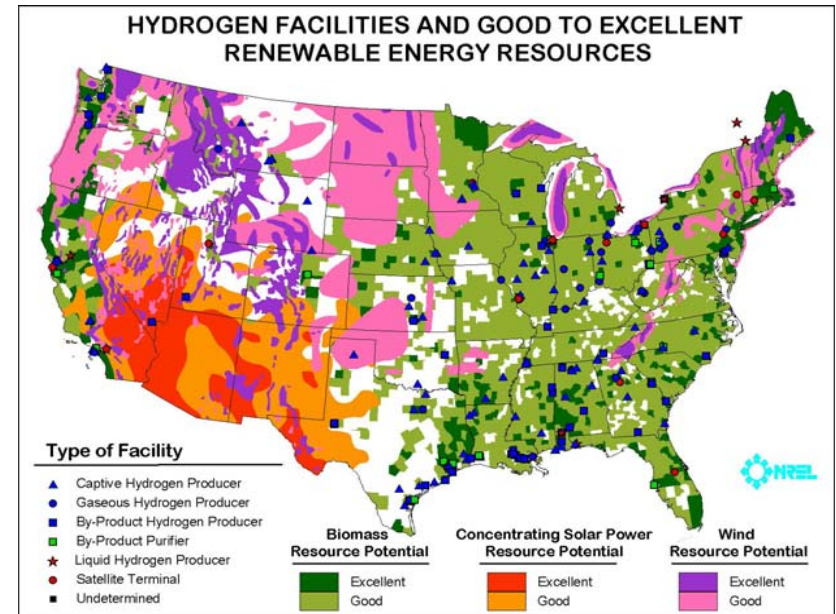 HYDROGEN FACILITIES AND GOOD TO EXCELLENT
RENEWABLE ENERGY RESOURCES
Type of Facility
Captive Hydrogen Producer
Gaseous Hydrogen Producer
By-Product Hydrogen Producer
By-Product Purifier
Liquid Hydrogen Producer
Satellite Terminal
Undetermined
Biomass
Resource Potential
Excellent
Good
Concentrating Solar Power
Resource Potential
Excellent
Good
Wind
Resource Potential
Excellent
Good
NREL